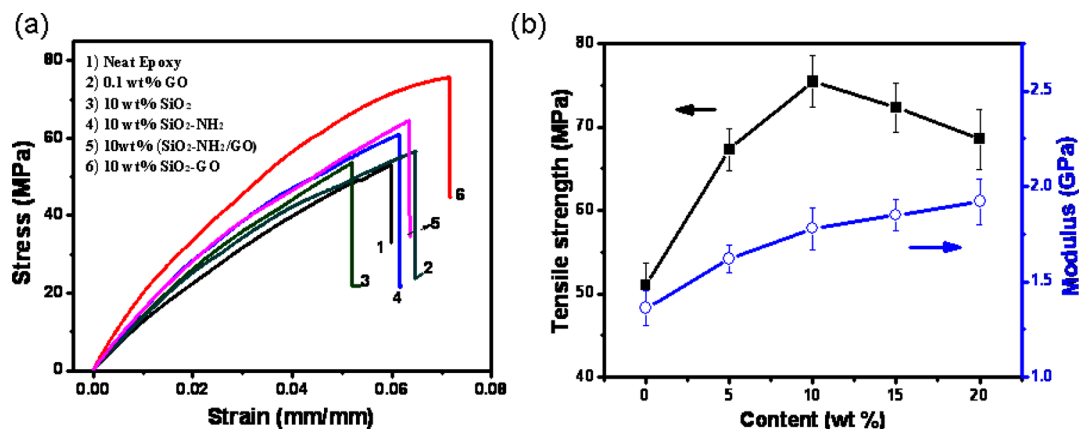 (a)
1) Neat Epoxy
2) 0.1 wt% GO
3) 10 wt% SiO₂
4) 10 wt% SiO₂-NH₂
5) 10wt% (SiO₂-NH₂/GO)
6) 10 wt% SiO₂-GO
Stress (MPa)
80
60
40
20
0
6
5
1
3
4
2
0.00 0.02 0.04 0.06 0.08
Strain (mm/mm)
(b)
Tensile strength (MPa)
80
70
60
50
40
2.5
2.0
1.5
1.0
Modulus (GPa)
0 5 10 15 20
Content (wt %)